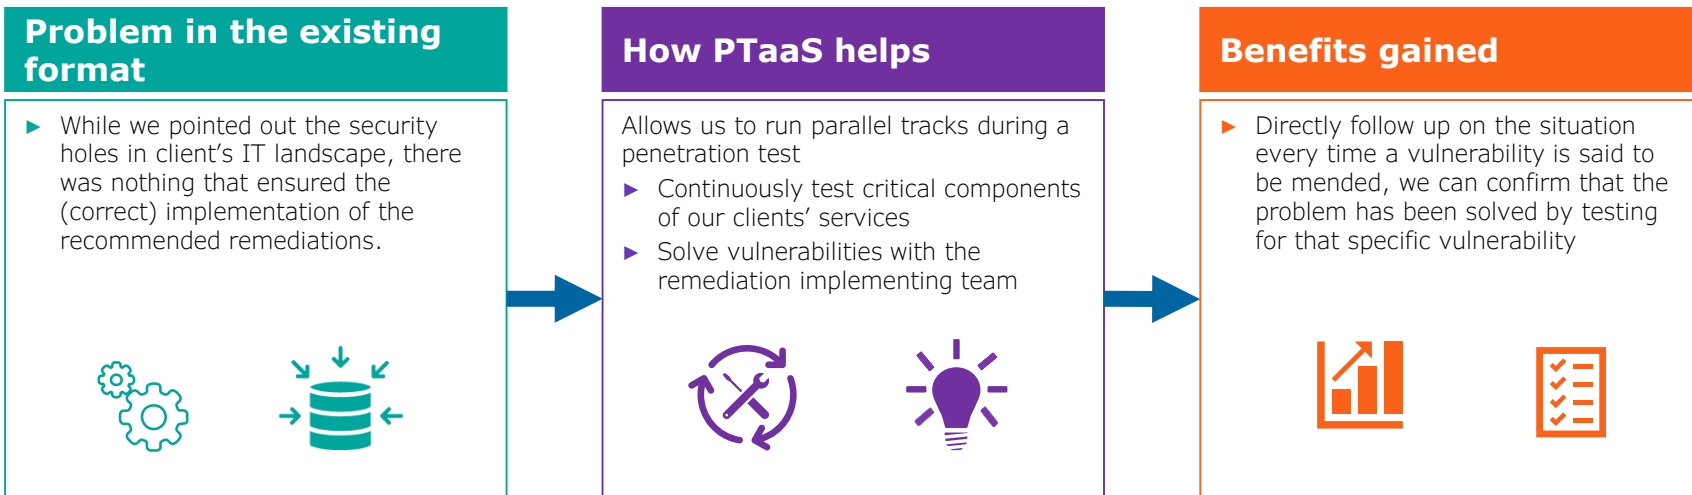 Problem in the existing
format
► While we pointed out the security
holes in client's IT landscape, there
was nothing that ensured the
(correct) implementation of the
recommended remediations.
How PTaaS helps
Allows us to run parallel tracks during a
penetration test
► Continuously test critical components
of our clients' services
► Solve vulnerabilities with the
remediation implementing team
Benefits gained
► Directly follow up on the situation
every time a vulnerability is said to
be mended, we can confirm that the
problem has been solved by testing
for that specific vulnerability